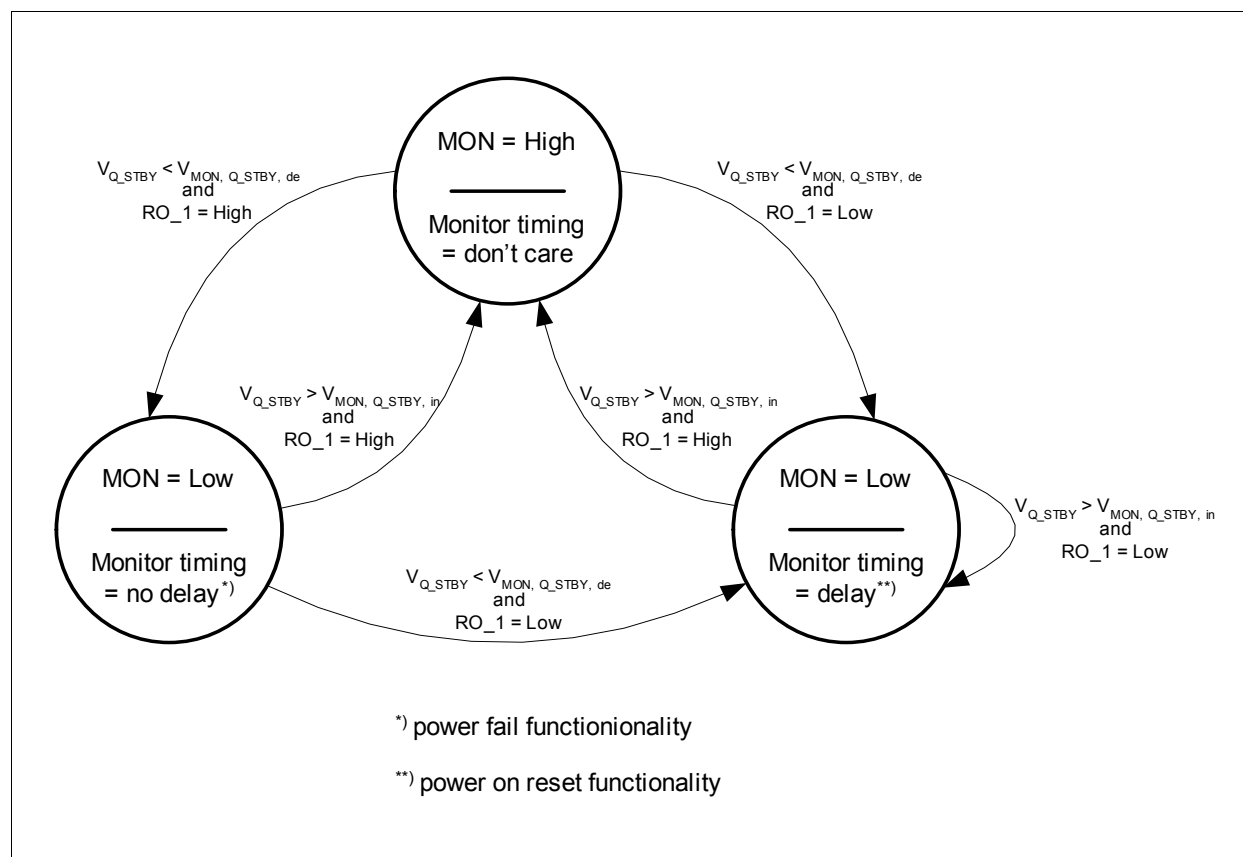 MON = High
Monitor timing
= don't care
V_Q_STBY < V_MON, Q_STBY, de
and
RO_1 = High
V_Q_STBY < V_MON, Q_STBY, de
and
RO_1 = Low
V_Q_STBY > V_MON, Q_STBY, in
and
RO_1 = High
V_Q_STBY > V_MON, Q_STBY, in
and
RO_1 = High
MON = Low
Monitor timing
= no delay*)
MON = Low
Monitor timing
= delay**)
V_Q_STBY > V_MON, Q_STBY, in
and
RO_1 = Low
V_Q_STBY < V_MON, Q_STBY, de
and
RO_1 = Low
*) power fail functionionality
**) power on reset functionality